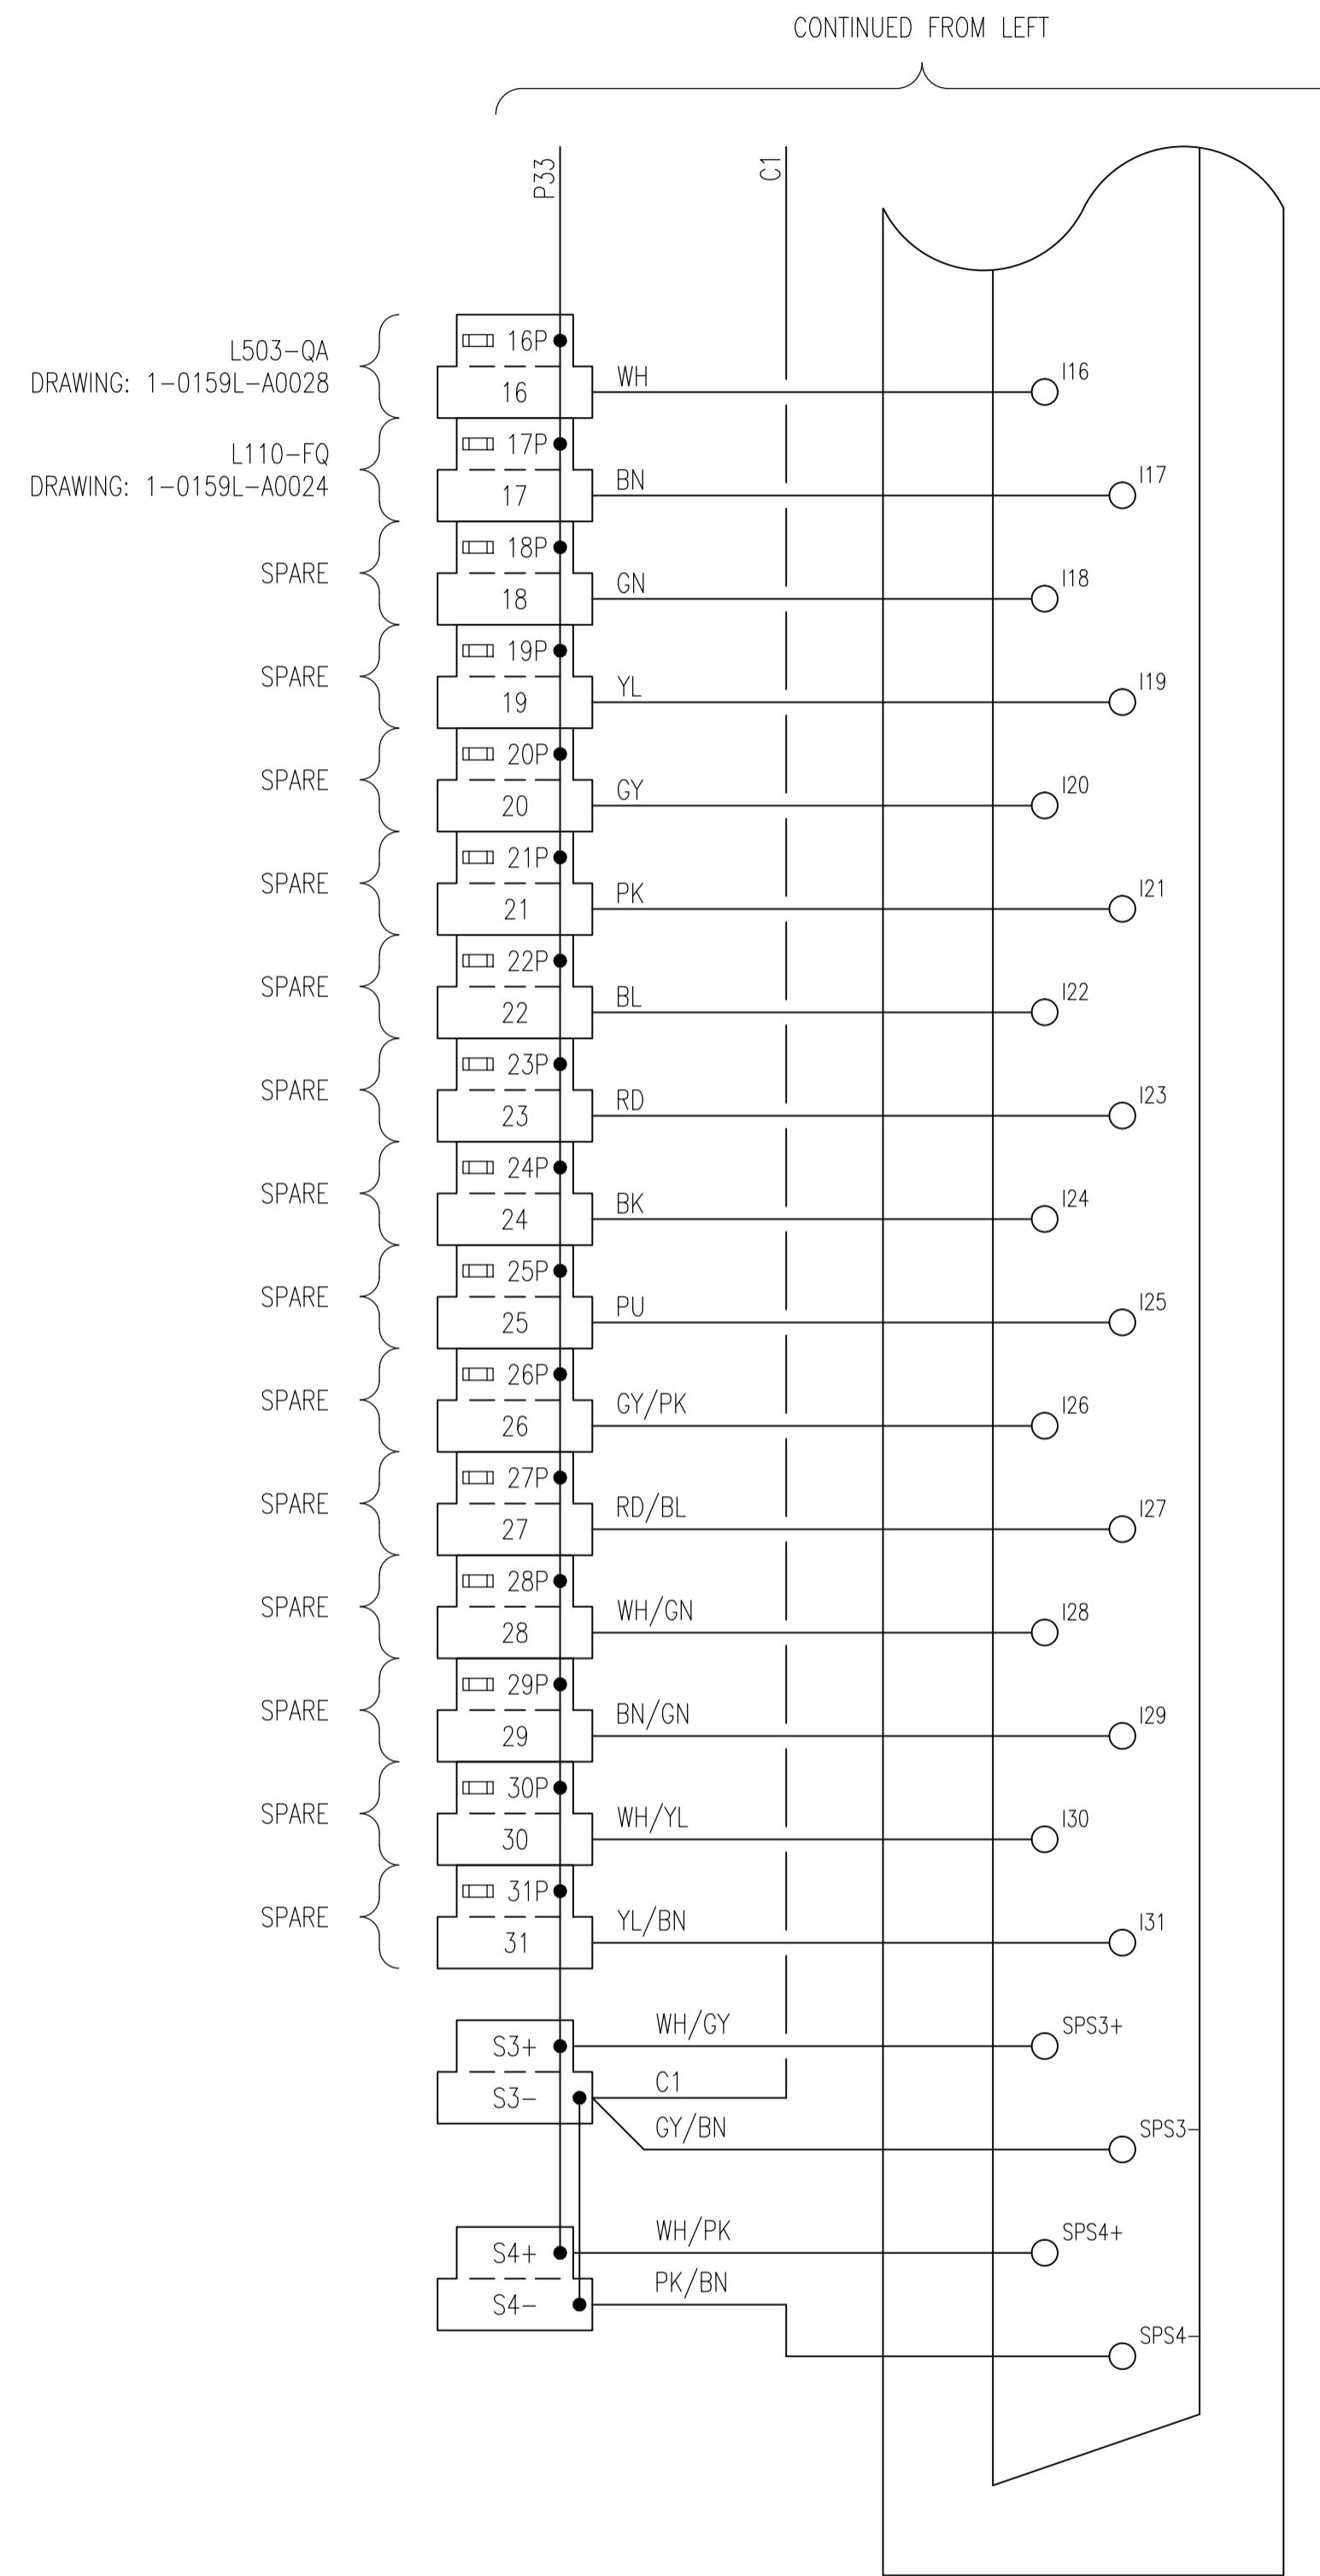 CONTINUED FROM LEFT
P33
C1
L503-QA
DRAWING: 1-0159L-A0028
16P
16
WH
I16
L110-FQ
DRAWING: 1-0159L-A0024
17P
17
BN
I17
SPARE
18P
18
GN
I18
SPARE
19P
19
YL
I19
SPARE
20P
20
GY
I20
SPARE
21P
21
PK
I21
SPARE
22P
22
BL
I22
SPARE
23P
23
RD
I23
SPARE
24P
24
BK
I24
SPARE
25P
25
PU
I25
SPARE
26P
26
GY/PK
I26
SPARE
27P
27
RD/BL
I27
SPARE
28P
28
WH/GN
I28
SPARE
29P
29
BN/GN
I29
SPARE
30P
30
WH/YL
I30
SPARE
31P
31
YL/BN
I31
S3+
WH/GY
SPS3+
S3-
C1
GY/BN
SPS3-
S4+
WH/PK
SPS4+
S4-
PK/BN
SPS4-